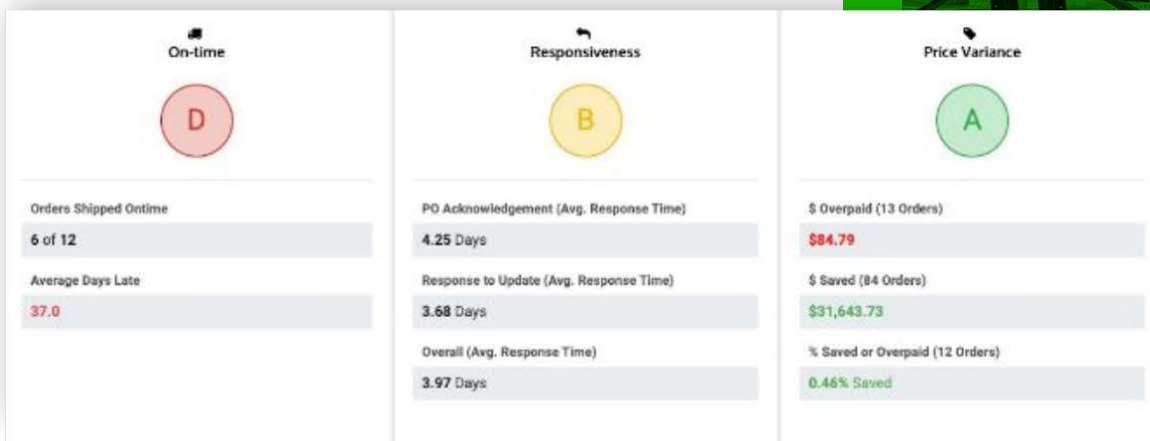 On-time
D
Orders Shipped Ontime
6 of 12
Average Days Late
37.0
Responsiveness
B
PO Acknowledgement (Avg. Response Time)
4.25 Days
Response to Update (Avg. Response Time)
3.68 Days
Overall (Avg. Response Time)
3.97 Days
Price Variance
A
$ Overpaid (13 Orders)
$84.79
$ Saved (84 Orders)
$31,643.73
% Saved or Overpaid (12 Orders)
0.46% Saved